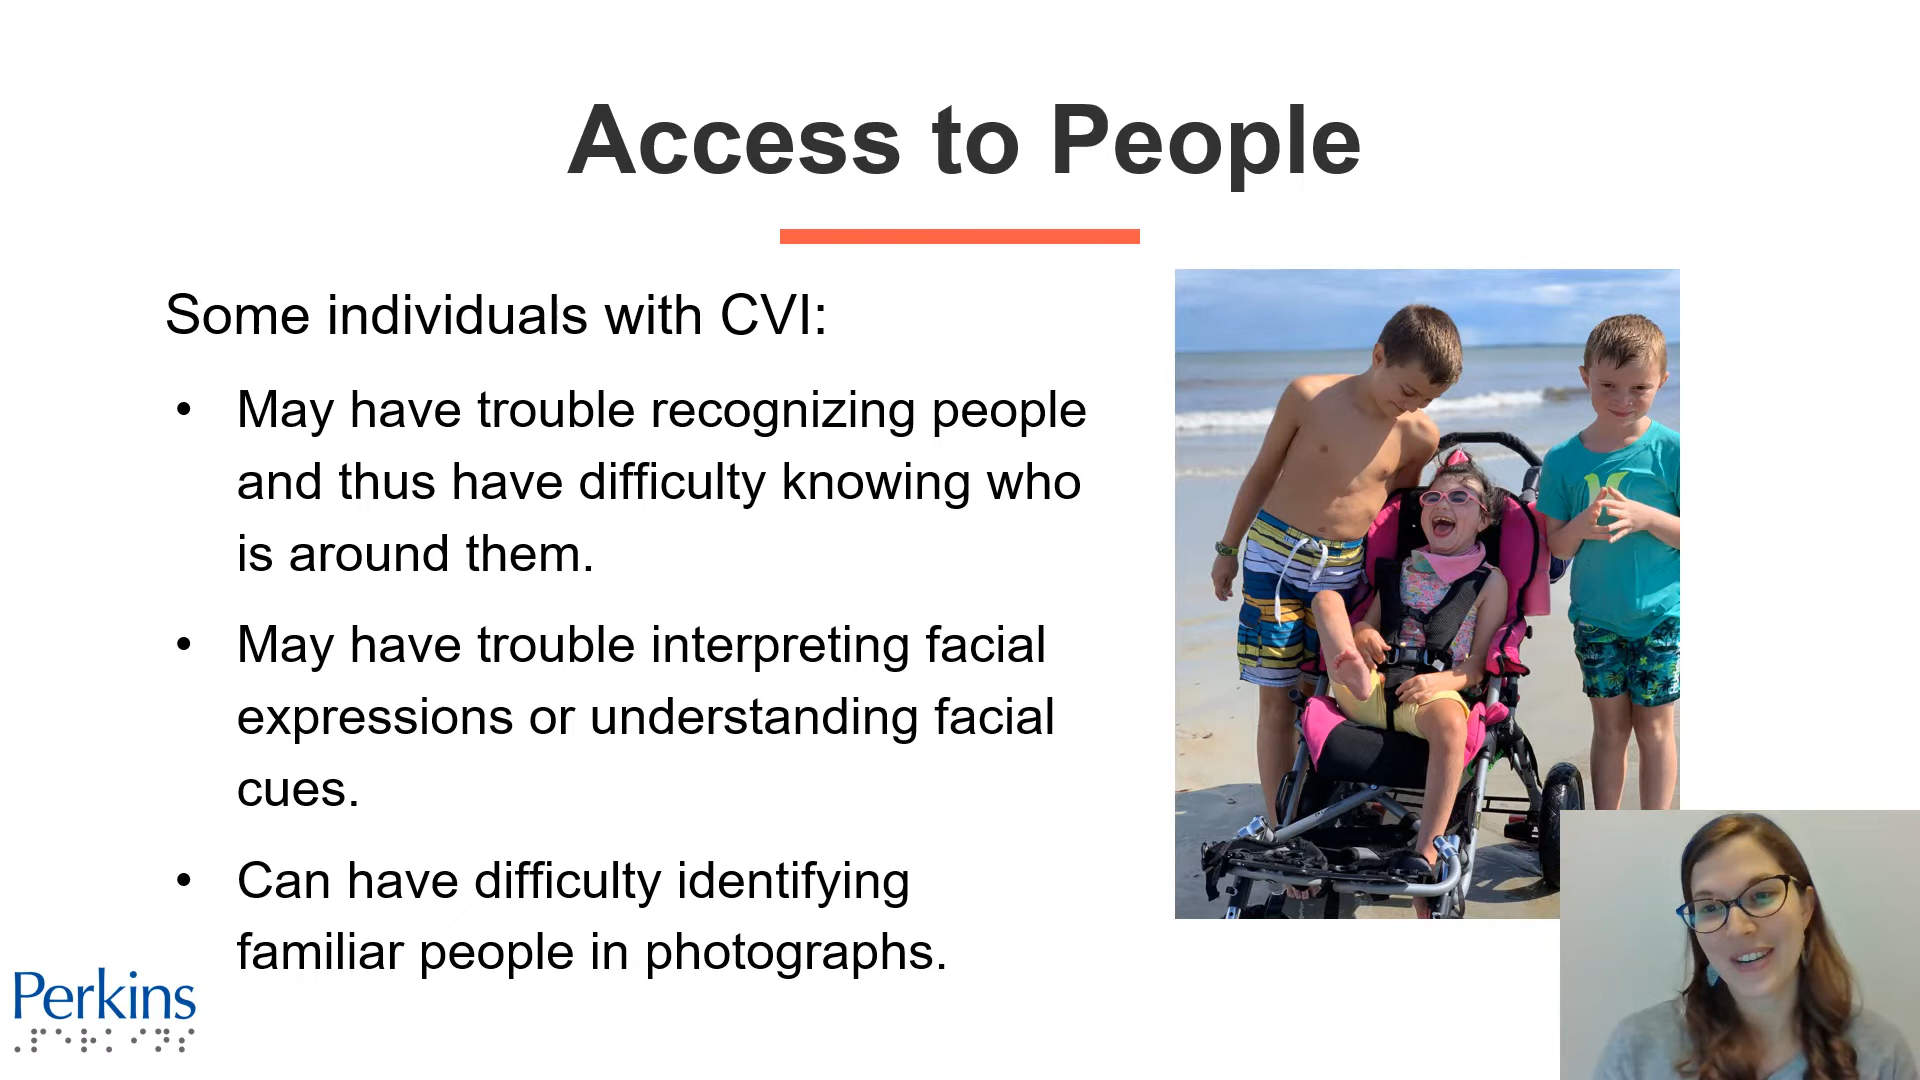 Access to People
Some individuals with CVI:
• May have trouble recognizing people
and thus have difficulty knowing who
is around them.
• May have trouble interpreting facial
expressions or understanding facial
cues.
• Can have difficulty identifying
familiar people in photographs.
Perkins
⠠⠏⠑⠗⠅⠊⠝⠎